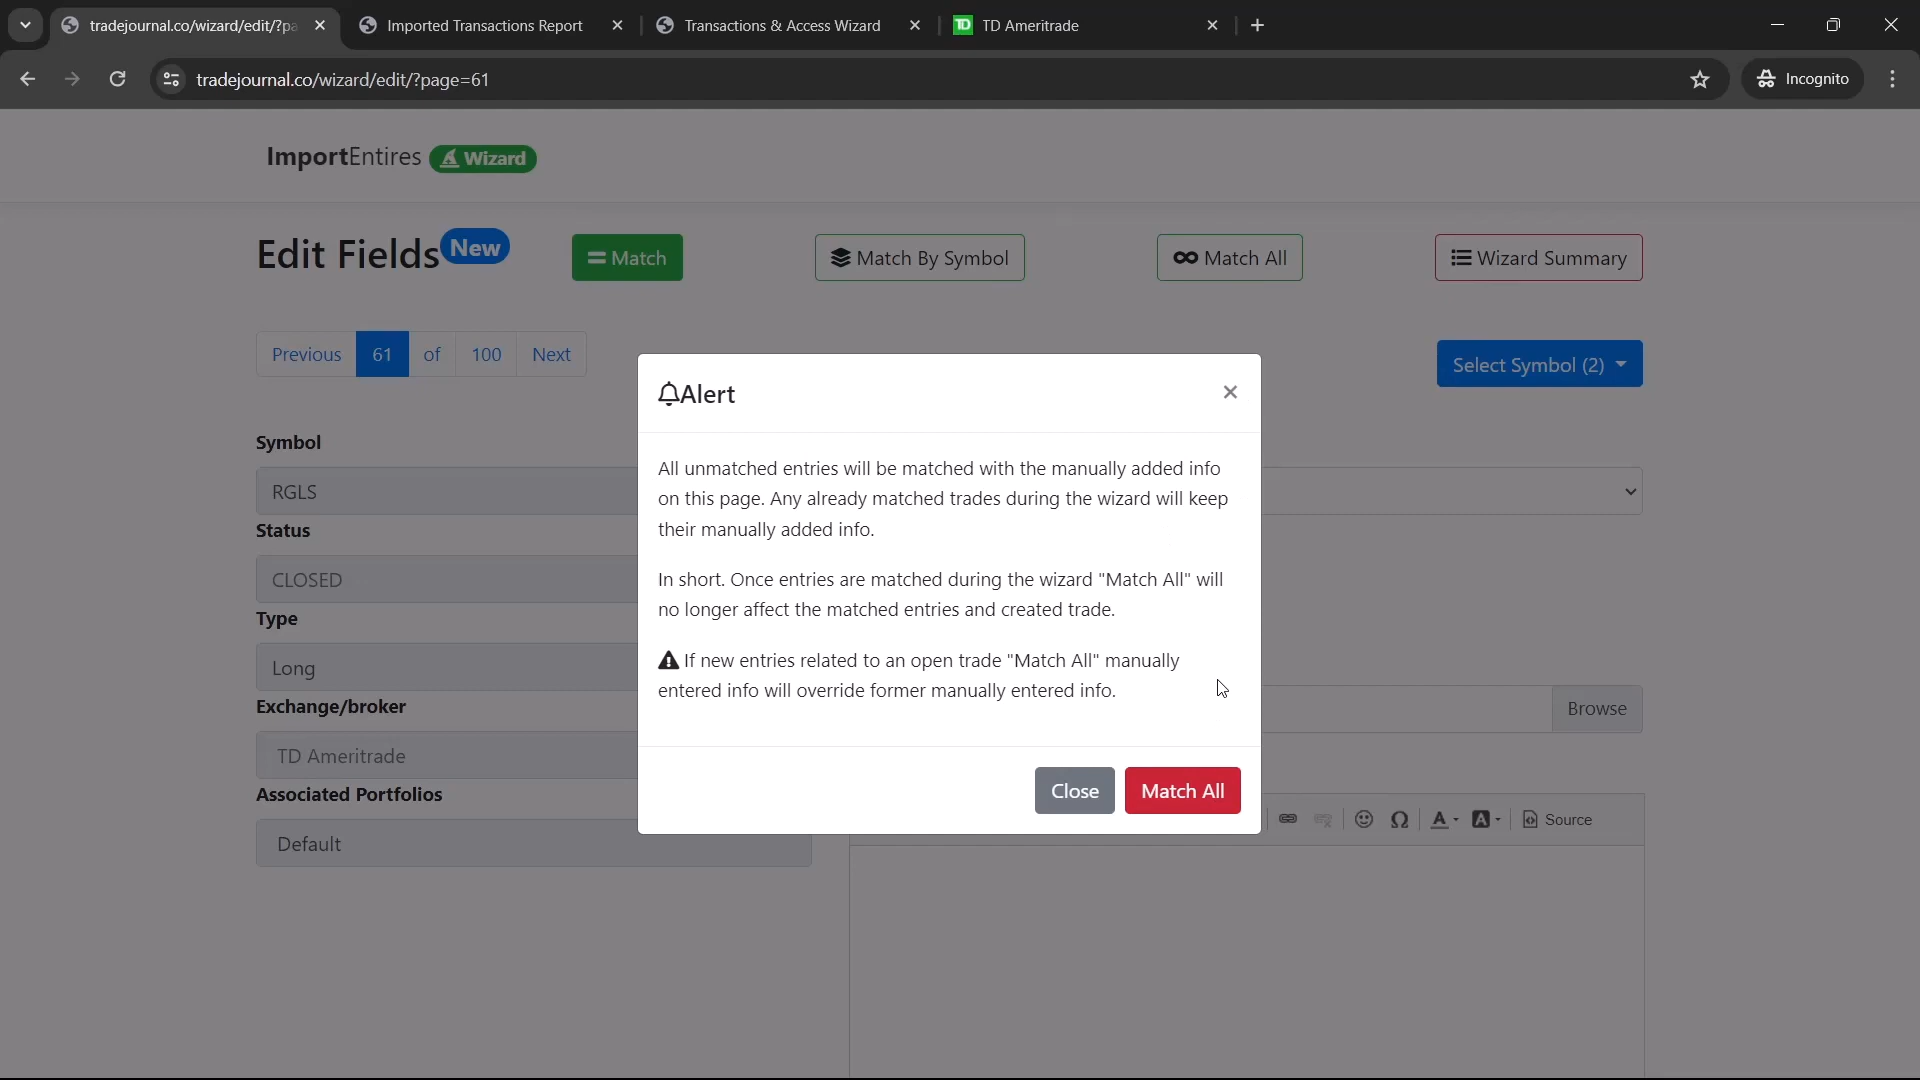 tradejournal.co/wizard/edit/?pa
Imported Transactions Report
Transactions & Access Wizard
TD TD Ameritrade
tradejournal.co/wizard/edit/?page=61
Incognito
ImportEntires Wizard
Edit Fields New
Match
Match By Symbol
Match All
Wizard Summary
Previous 61 of 100 Next
Select Symbol (2)
Alert
All unmatched entries will be matched with the manually added info
on this page. Any already matched trades during the wizard will keep
their manually added info.
In short. Once entries are matched during the wizard "Match All" will
no longer affect the matched entries and created trade.
If new entries related to an open trade "Match All" manually
entered info will override former manually entered info.
Close
Match All
Symbol
RGLS
Status
CLOSED
Type
Long
Exchange/broker
TD Ameritrade
Associated Portfolios
Default
Browse
Source